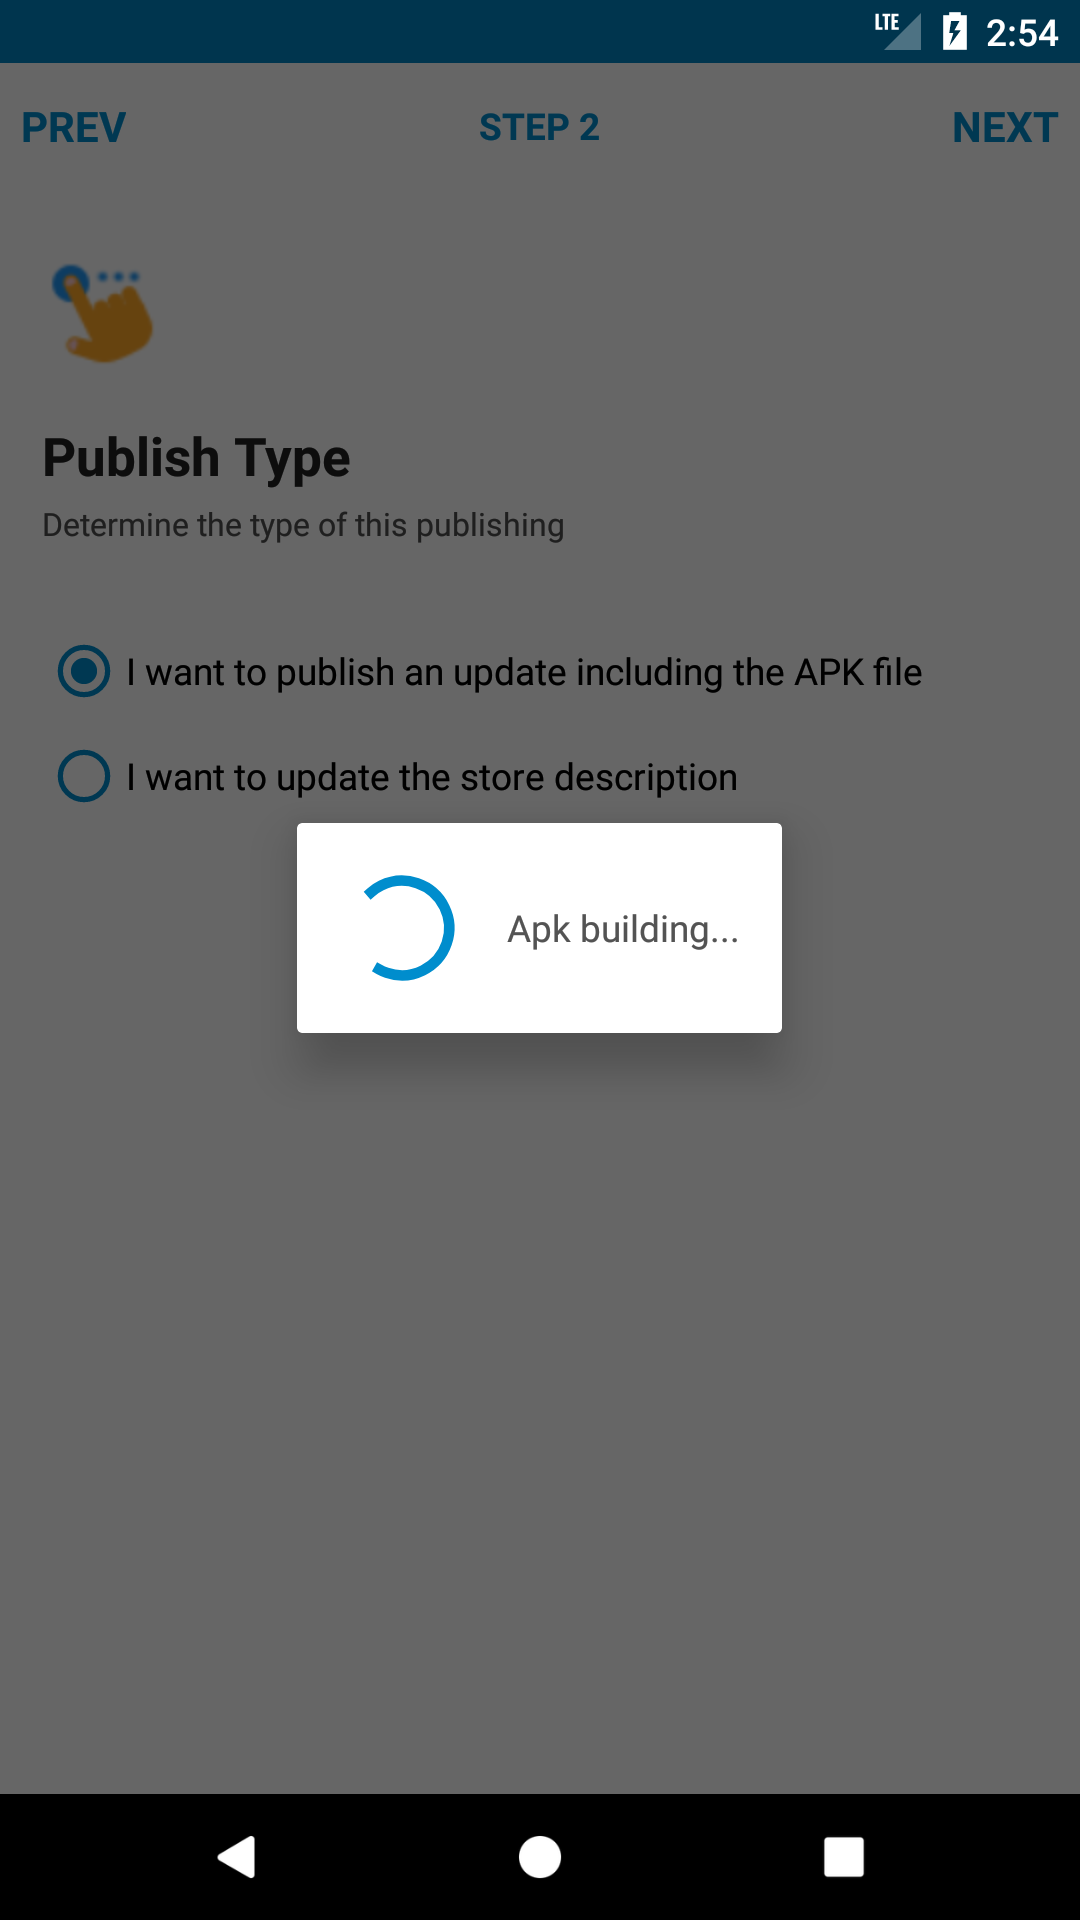 LTE 2:54
PREV STEP 2 NEXT
Publish Type
Determine the type of this publishing
I want to publish an update including the APK file
I want to update the store description
Apk building...